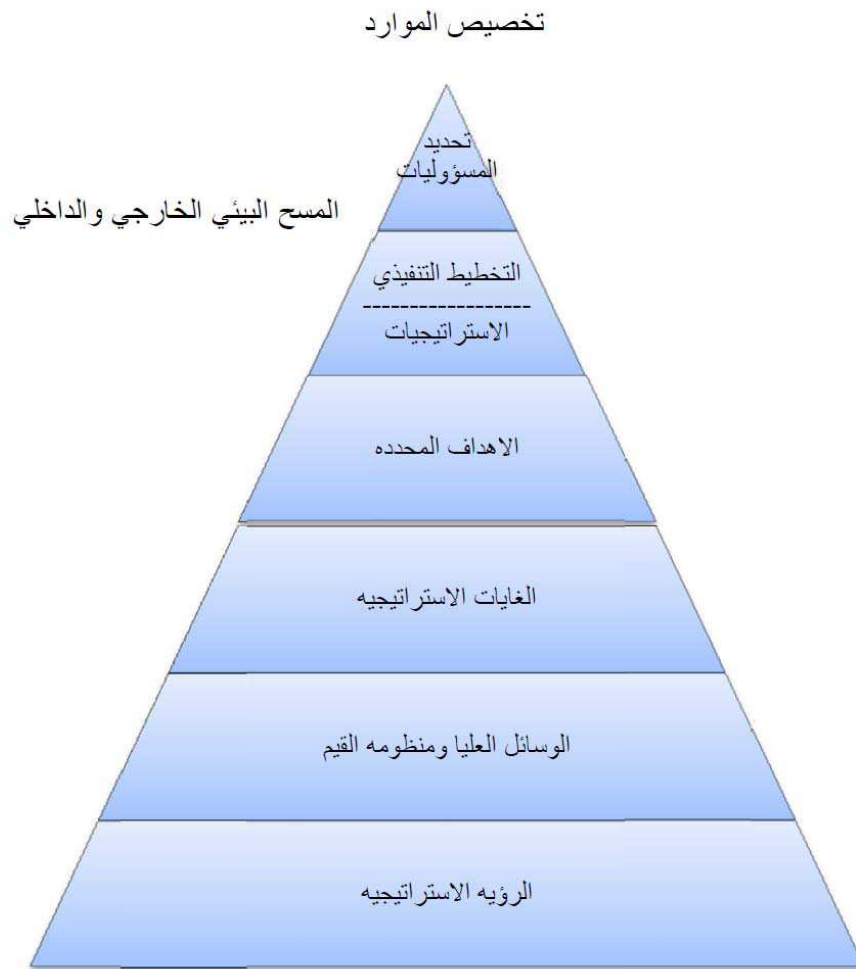 تخصيص الموارد
تحديد
المسؤوليات
المسح البيئي الخارجي والداخلي
التخطيط التنفيذي
------------------
الاستراتيجيات
الاهداف المحدده
الغايات الاستراتيجيه
الوسائل العليا ومنظومه القيم
الرؤيه الاستراتيجيه